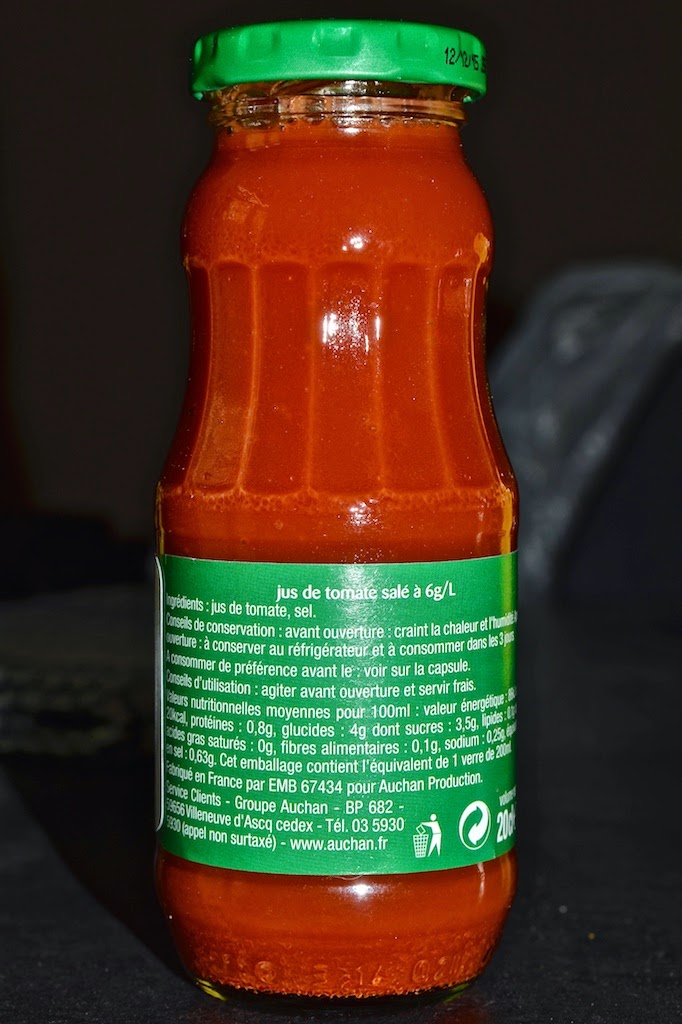 12/12/15
jus de tomate salé à 6g/L
Ingrédients : jus de tomate, sel.
Conseils de conservation : avant ouverture : craint la chaleur et l'humidité.
ouverture : à conserver au réfrigérateur et à consommer dans les 3 jours
A consommer de préférence avant le : voir sur la capsule.
Conseils d'utilisation : agiter avant ouverture et servir frais.
Valeurs nutritionnelles moyennes pour 100ml : valeur énergétique :
20kcal, protéines : 0,8g, glucides : 4g dont sucres : 3,5g, lipides :
acides gras saturés : 0g, fibres alimentaires : 0,1g, sodium : 0,25g,
en sel : 0,63g. Cet emballage contient l'équivalent de 1 verre de 200ml.
Fabriqué en France par EMB 67434 pour Auchan Production.
Service Clients - Groupe Auchan - BP 682 -
59656 Villeneuve d'Ascq cedex - Tél. 03 5930
5930 (appel non surtaxé) - www.auchan.fr
20cl